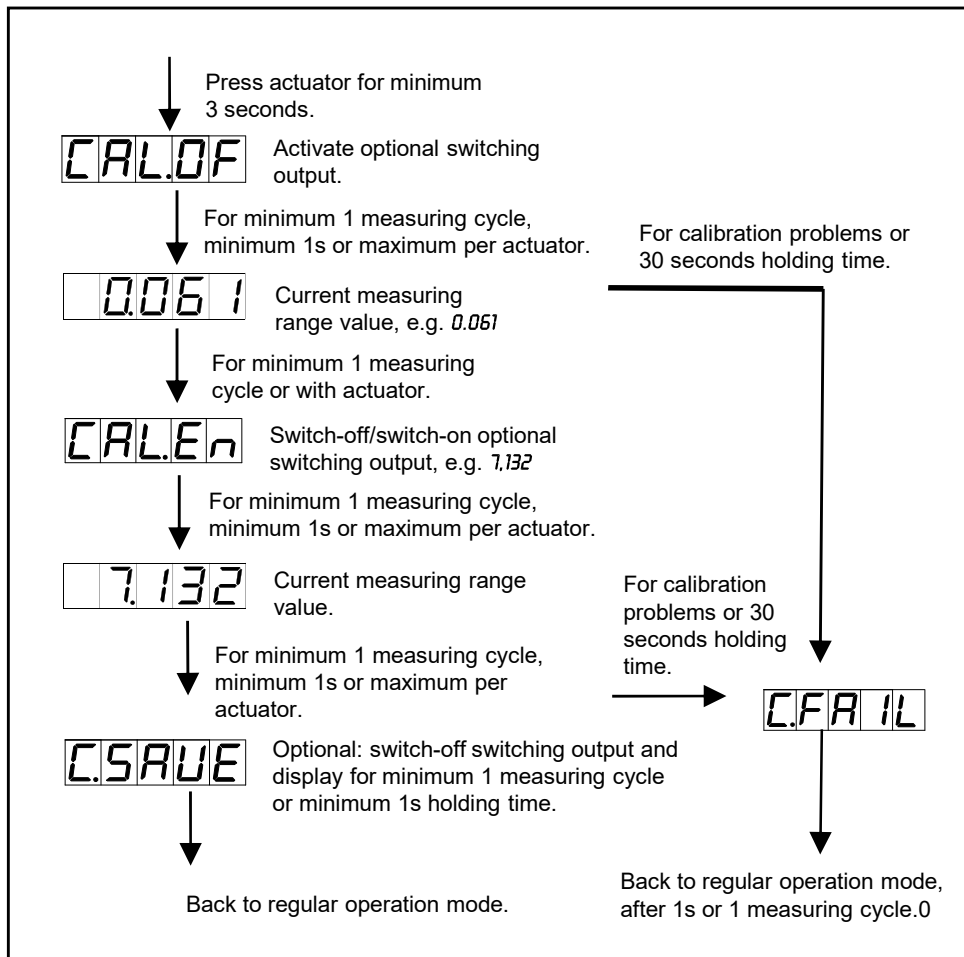 Press actuator for minimum
3 seconds.
CAL.OF
Activate optional switching
output.
For minimum 1 measuring cycle,
minimum 1s or maximum per actuator.
For calibration problems or
30 seconds holding time.
0.061
Current measuring
range value, e.g. 0.061
For minimum 1 measuring
cycle or with actuator.
CAL.En
Switch-off/switch-on optional
switching output, e.g. 7,132
For minimum 1 measuring cycle,
minimum 1s or maximum per actuator.
7.132
Current measuring range
value.
For calibration
problems or 30
seconds holding
time.
For minimum 1 measuring cycle,
minimum 1s or maximum per
actuator.
C.FAIL
C.SAVE
Optional: switch-off switching output and
display for minimum 1 measuring cycle
or minimum 1s holding time.
Back to regular operation mode.
Back to regular operation mode,
after 1s or 1 measuring cycle.0